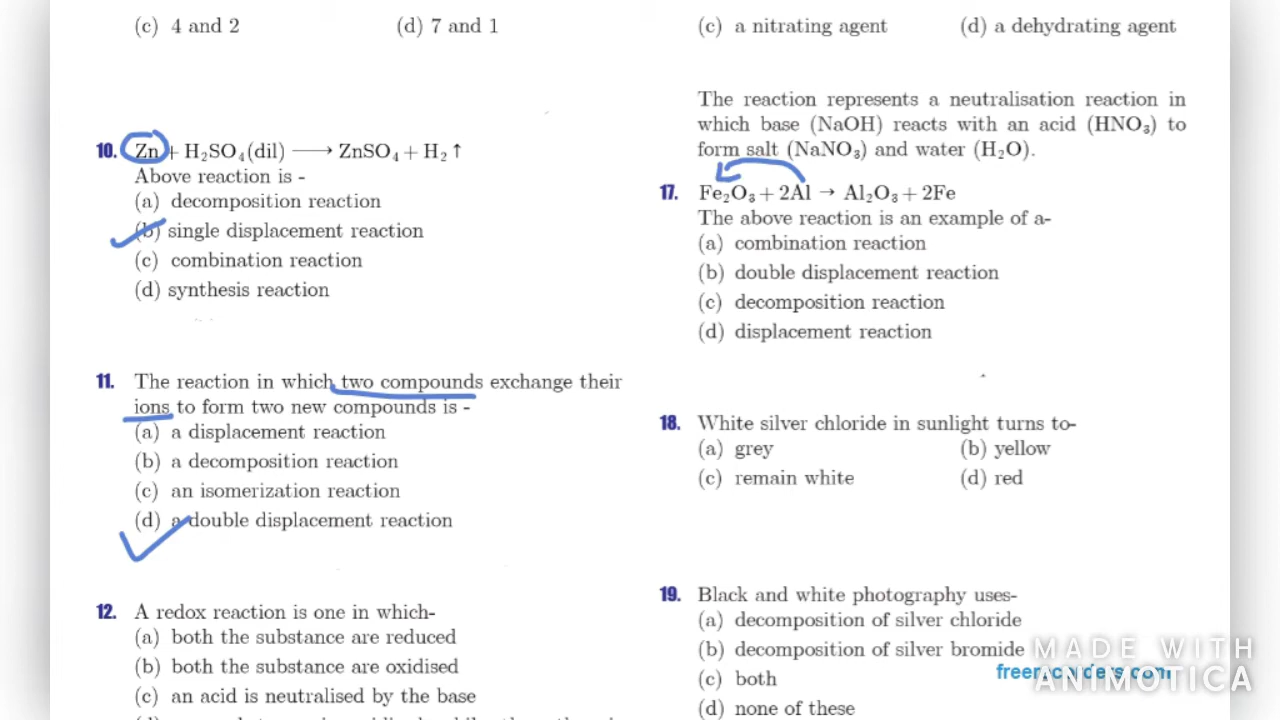 (c) 4 and 2 (d) 7 and 1
10. Zn + H₂SO₄(dil) ⟶ ZnSO₄ + H₂ ↑
Above reaction is -
(a) decomposition reaction
(b) single displacement reaction
(c) combination reaction
(d) synthesis reaction
11. The reaction in which two compounds exchange their
ions to form two new compounds is -
(a) a displacement reaction
(b) a decomposition reaction
(c) an isomerization reaction
(d) a double displacement reaction
12. A redox reaction is one in which-
(a) both the substance are reduced
(b) both the substance are oxidised
(c) an acid is neutralised by the base
(c) a nitrating agent (d) a dehydrating agent
The reaction represents a neutralisation reaction in
which base (NaOH) reacts with an acid (HNO₃) to
form salt (NaNO₃) and water (H₂O).
17. Fe₂O₃ + 2Al → Al₂O₃ + 2Fe
The above reaction is an example of a-
(a) combination reaction
(b) double displacement reaction
(c) decomposition reaction
(d) displacement reaction
18. White silver chloride in sunlight turns to-
(a) grey (b) yellow
(c) remain white (d) red
19. Black and white photography uses-
(a) decomposition of silver chloride
(b) decomposition of silver bromide
(c) both
(d) none of these
MADE WITH
ANIMOTICA